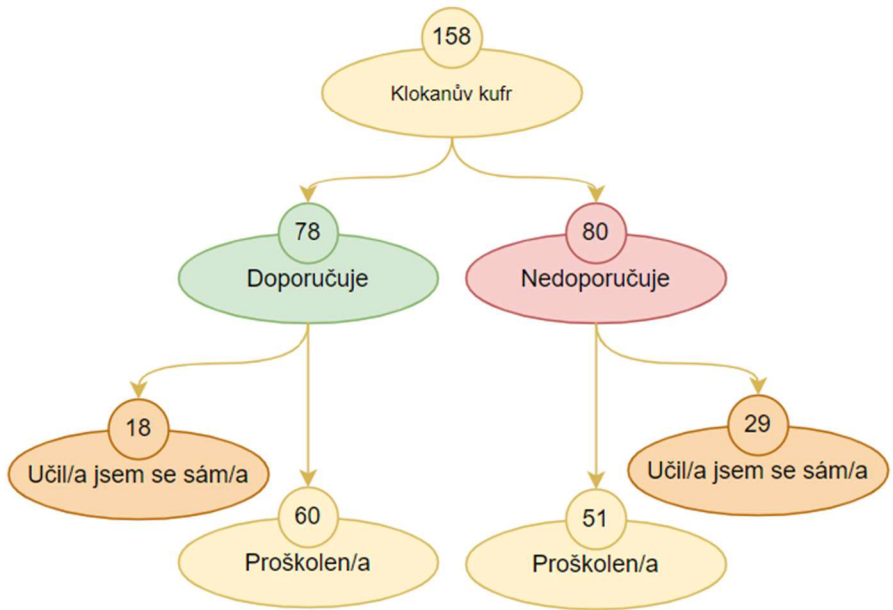 158
Klokanův kufr
78
Doporučuje
80
Nedoporučuje
18
Učil/a jsem se sám/a
29
Učil/a jsem se sám/a
60
Proškolen/a
51
Proškolen/a